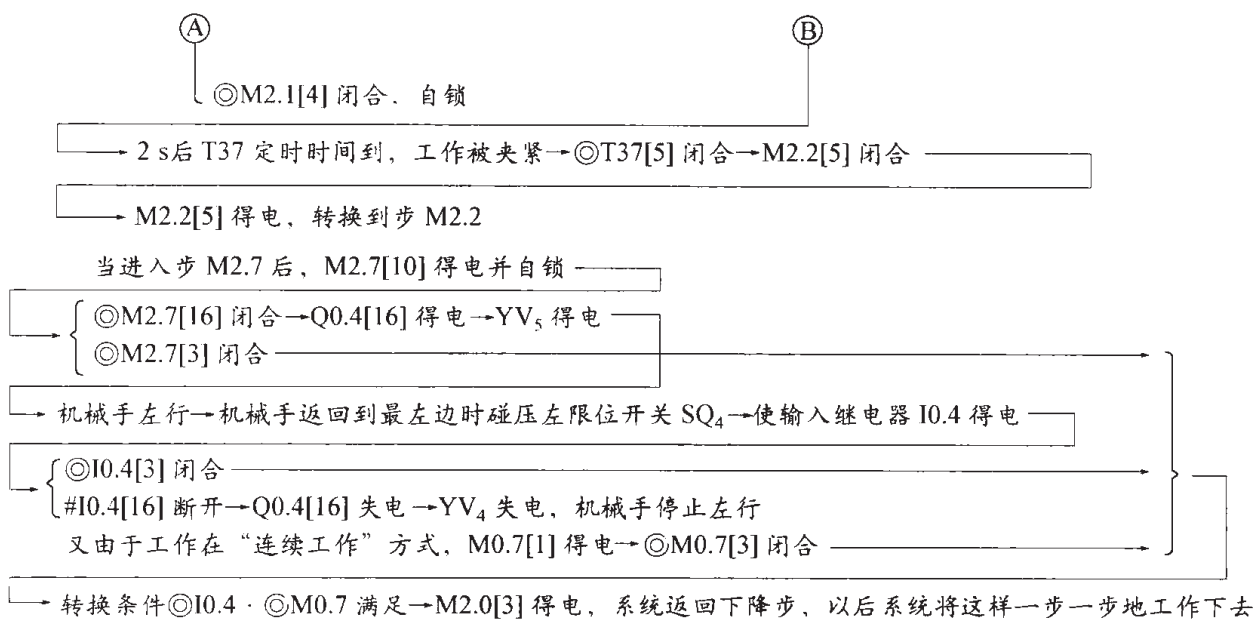 Ⓐ Ⓑ
◎M2.1[4] 闭合、自锁
2 s后 T37 定时时间到，工作被夹紧→◎T37[5] 闭合→M2.2[5] 闭合
M2.2[5] 得电、转换到步 M2.2
当进入步 M2.7 后，M2.7[10] 得电并自锁
◎M2.7[16] 闭合→Q0.4[16] 得电→YV₅ 得电
◎M2.7[3] 闭合
机械手左行→机械手返回到最左边时碰压左限位开关 SQ₄→使输入继电器 I0.4 得电
◎I0.4[3] 闭合
#I0.4[16] 断开→Q0.4[16] 失电→YV₄ 失电，机械手停止左行
又由于工作在“连续工作”方式，M0.7[1] 得电→◎M0.7[3] 闭合
转换条件◎I0.4 · ◎M0.7 满足→M2.0[3] 得电，系统返回下降步，以后系统将这样一步一步地工作下去